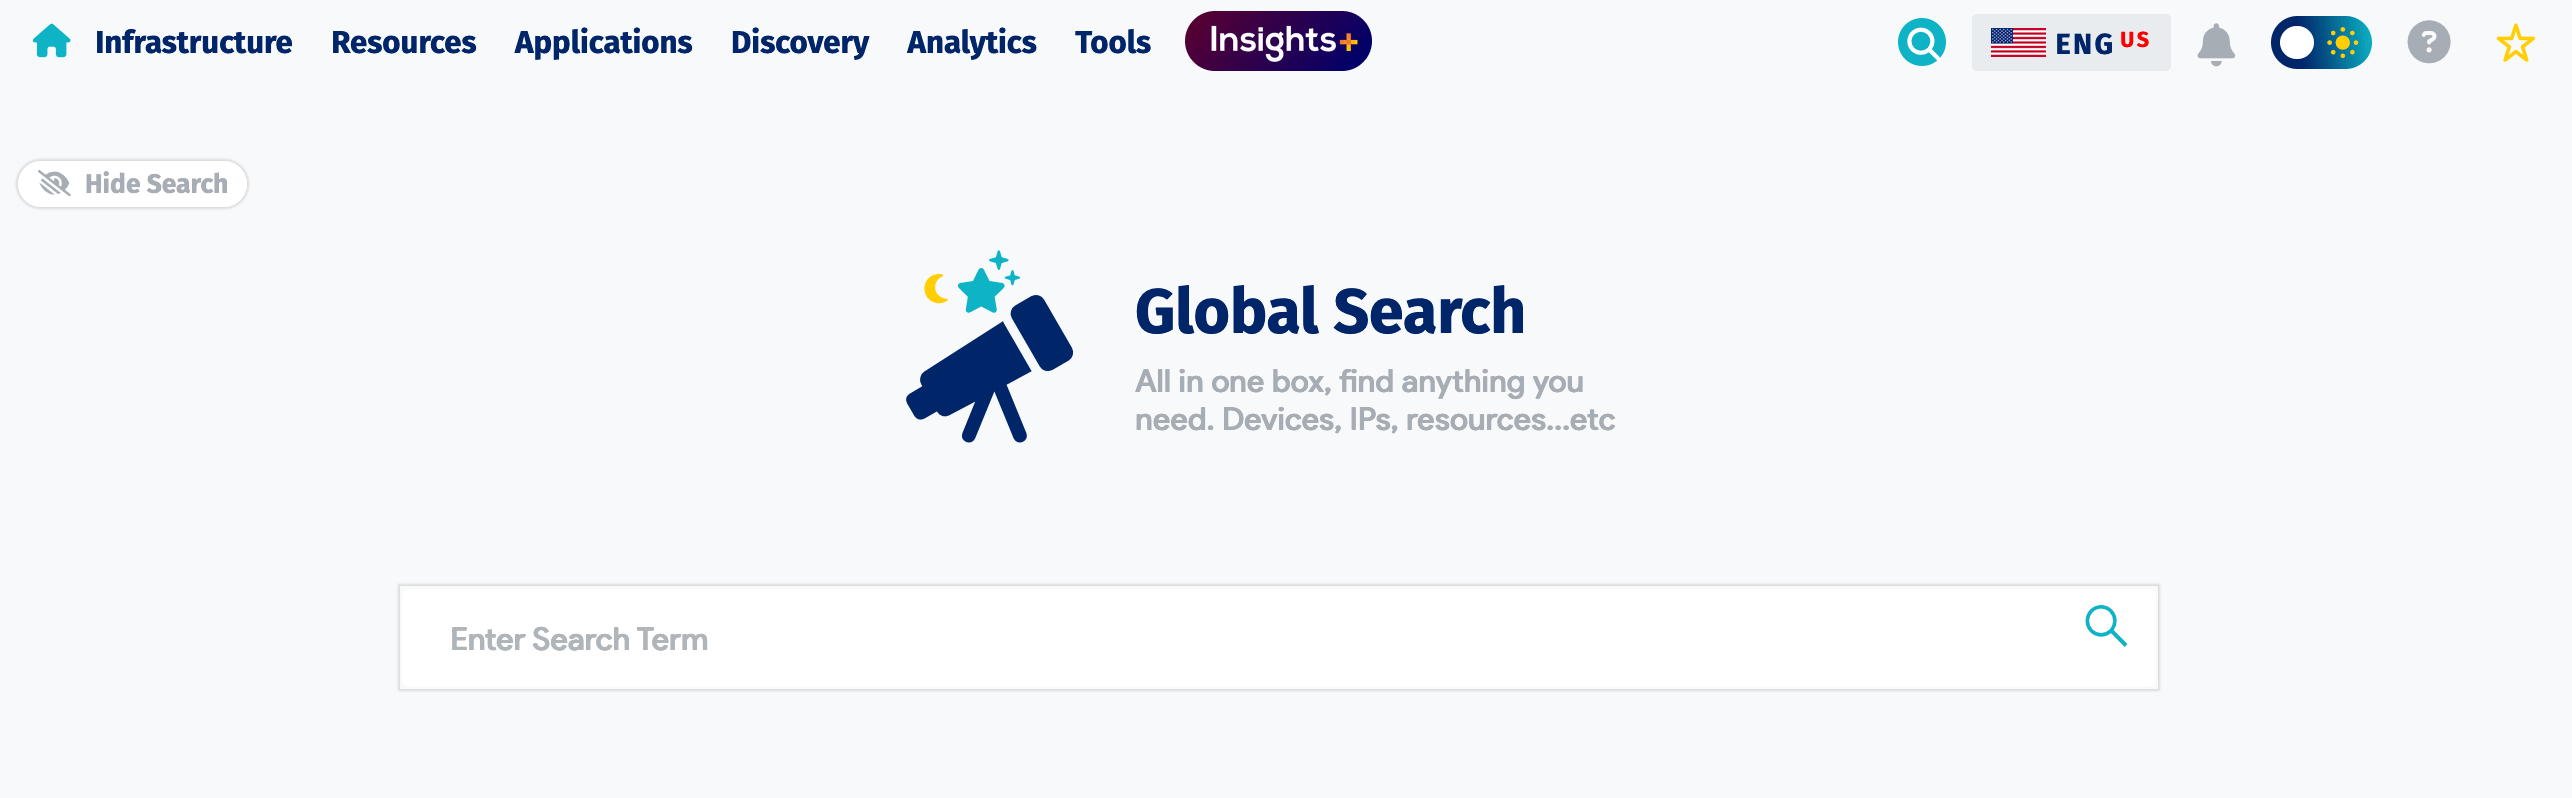 Infrastructure Resources Applications Discovery Analytics Tools Insights+ ENG US ?
Hide Search
Global Search
All in one box, find anything you
need. Devices, IPs, resources...etc
Enter Search Term